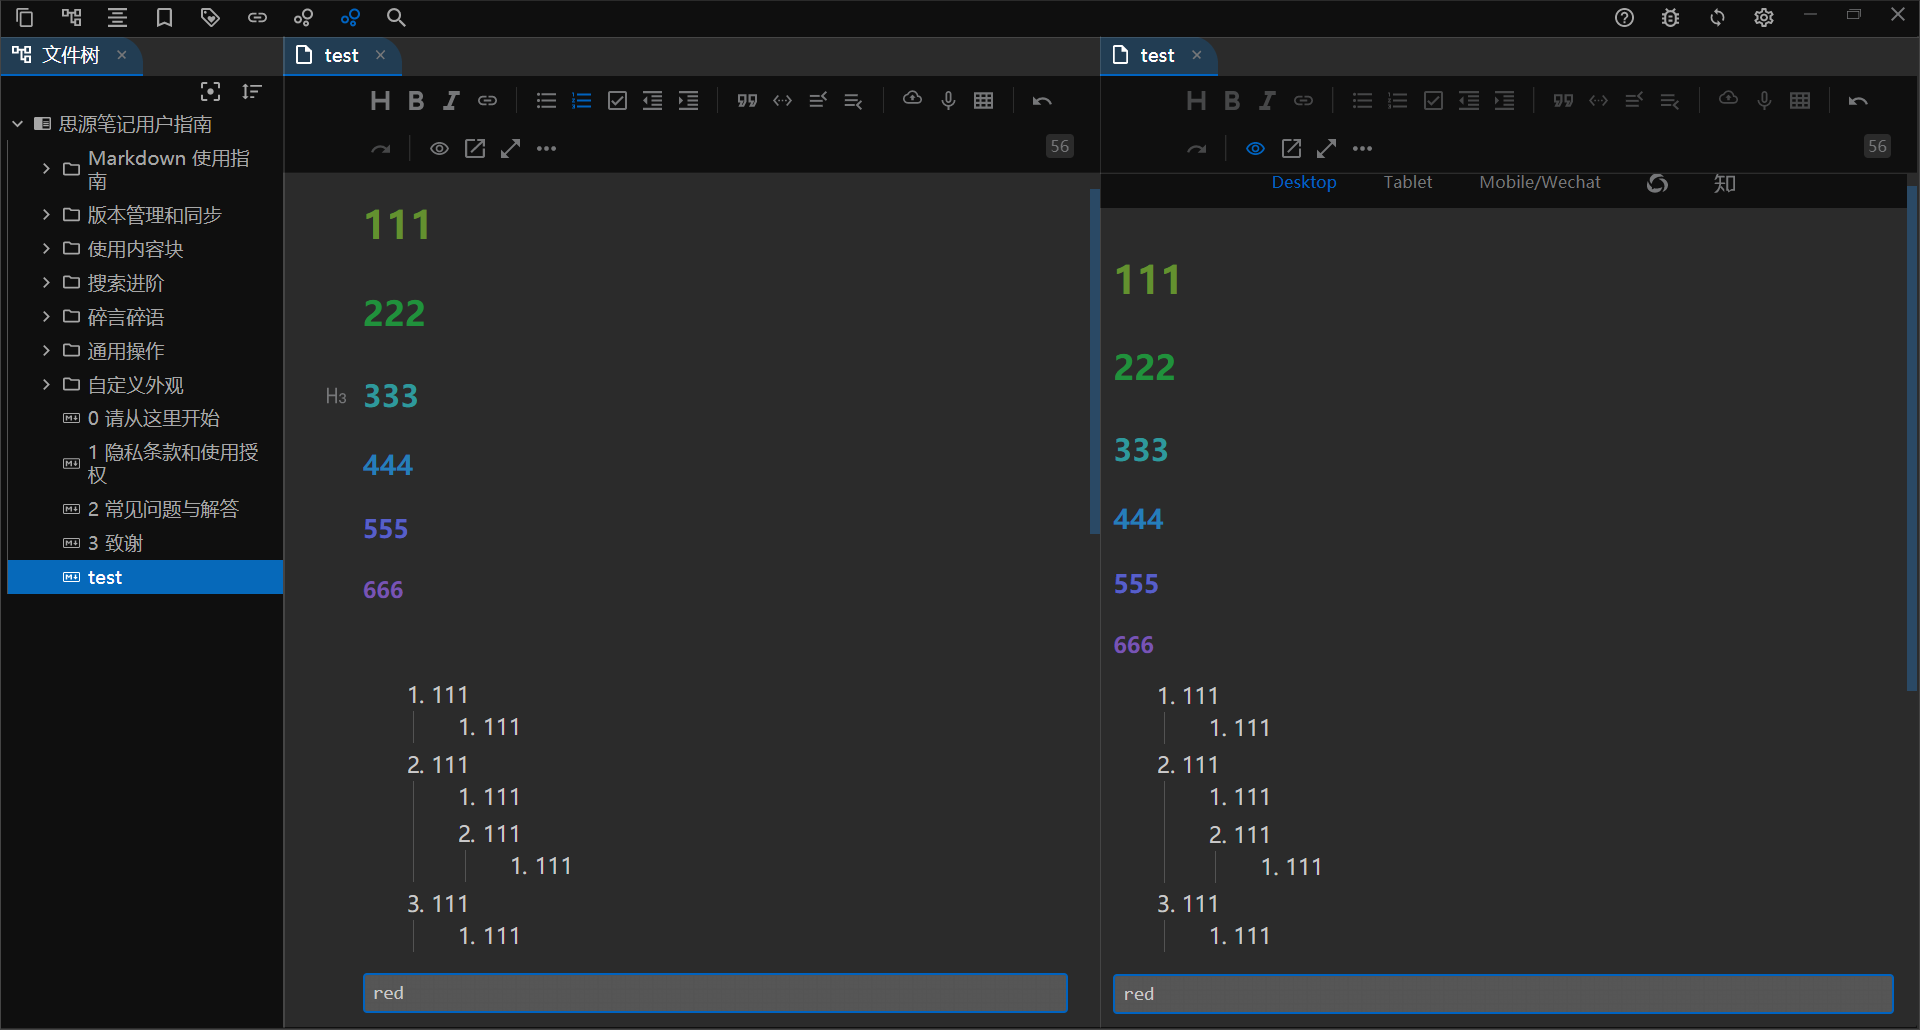 文件树
思源笔记用户指南
Markdown 使用指
南
版本管理和同步
使用内容块
搜索进阶
碎言碎语
通用操作
自定义外观
0 请从这里开始
1 隐私条款和使用授
权
2 常见问题与解答
3 致谢
test
test
H B I
56
111
222
H3 333
444
555
666
1. 111
1. 111
2. 111
1. 111
2. 111
1. 111
3. 111
1. 111
red
test
H B I
56
Desktop Tablet Mobile/Wechat 知
111
222
333
444
555
666
1. 111
1. 111
2. 111
1. 111
2. 111
1. 111
3. 111
1. 111
red